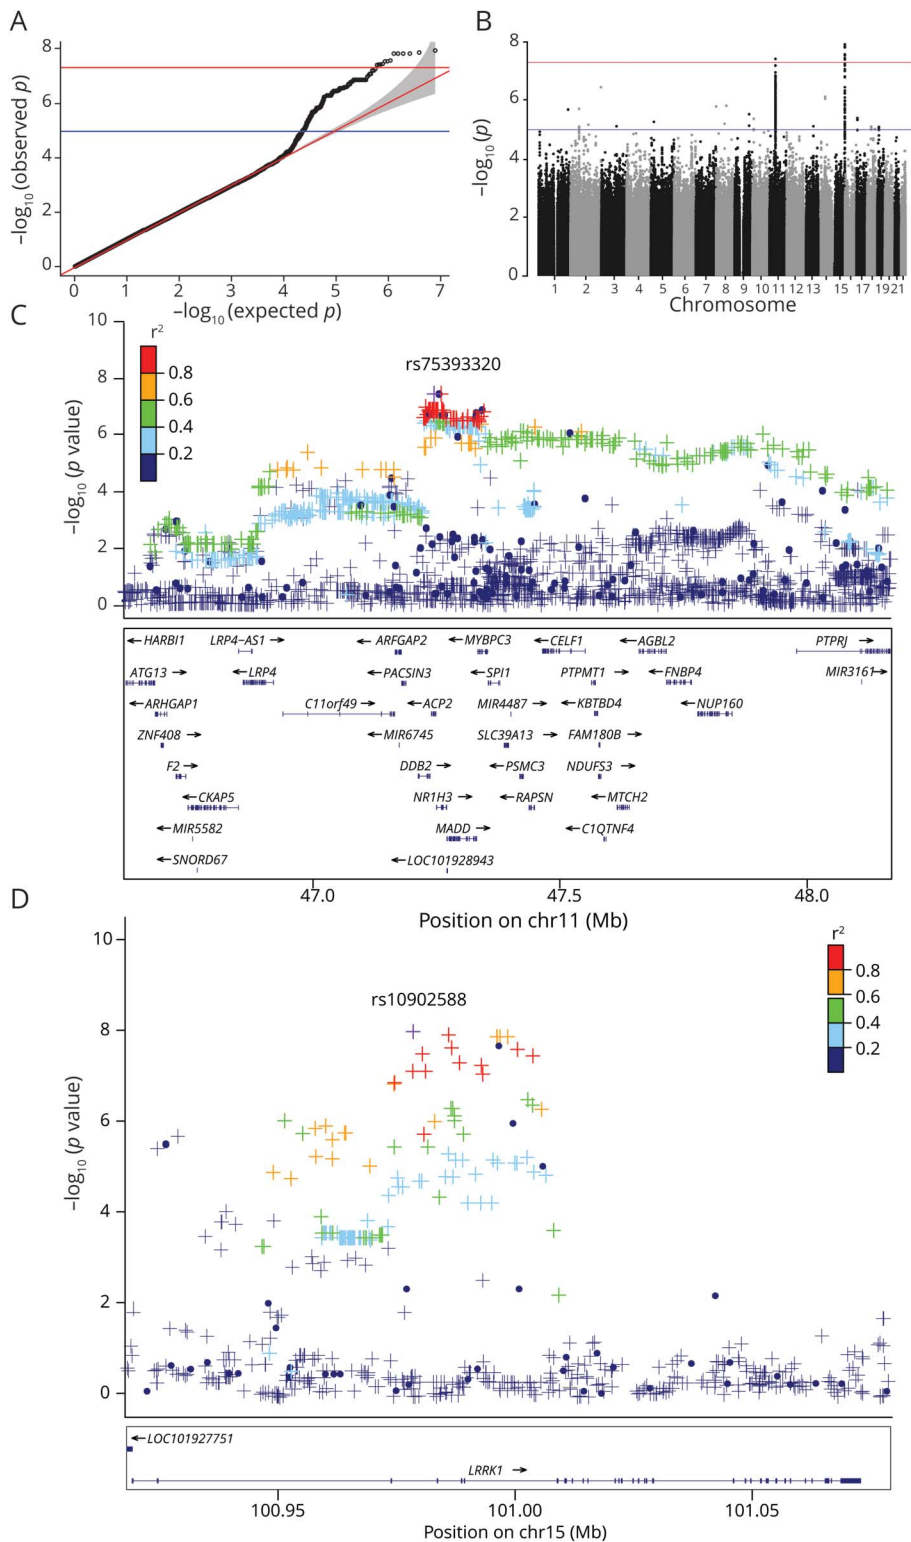 A
B
8
6
4
2
0
−log10 (observed p)
0 1 2 3 4 5 6 7
−log10 (expected p)
8
6
4
2
0
−log10 (p)
1 2 3 4 5 6 7 8 9 10 11 12 13 15 17 19 21
Chromosome
C
10
8
6
4
2
0
−log10 (p value)
r2
0.8
0.6
0.4
0.2
rs75393320
←HARBI1 LRP4−AS1→ ←ARFGAP2 ←MYBPC3 ←CELF1 ←AGBL2 PTPRJ→
ATG13→ ←LRP4 ←PACSIN3 ←SPI1 PTPMT1→ ←FNBP4 MIR3161→
←ARHGAP1 C11orf49→ ←ACP2 MIR4487→ ←KBTBD4 ←NUP160
ZNF408→ ←MIR6745 SLC39A13→ FAM180B→
F2→ DDB2→ ←PSMC3 NDUFS3→
←CKAP5 NR1H3→ ←RAPSN ←MTCH2
←MIR5582 MADD→ ←C1QTNF4
←SNORD67 ←LOC101928943
47.0 47.5 48.0
Position on chr11 (Mb)
D
10
8
6
4
2
0
−log10 (p value)
r2
0.8
0.6
0.4
0.2
rs10902588
←LOC101927751
LRRK1→
100.95 101.00 101.05
Position on chr15 (Mb)